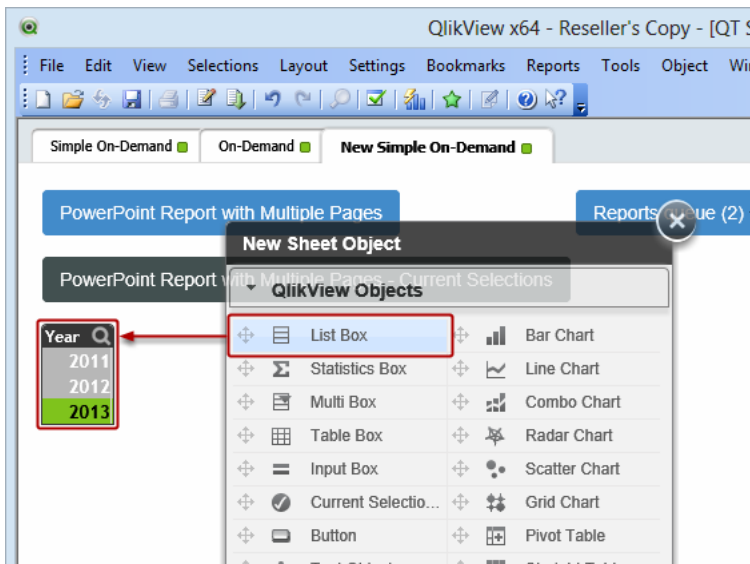 QlikView x64 - Reseller's Copy - [QT
File Edit View Selections Layout Settings Bookmarks Reports Tools Object
Simple On-Demand On-Demand New Simple On-Demand
PowerPoint Report with Multiple Pages
Reports queue (2)
New Sheet Object
PowerPoint Report with Multiple Pages - Current Selections
QlikView Objects
Year
2011
2012
2013
List Box
Bar Chart
Statistics Box
Line Chart
Multi Box
Combo Chart
Table Box
Radar Chart
Input Box
Scatter Chart
Current Selectio...
Grid Chart
Button
Pivot Table